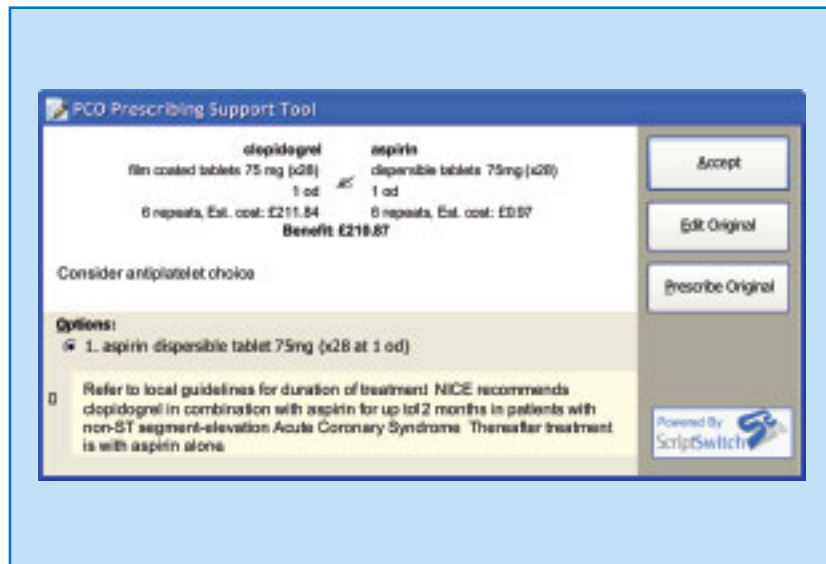 PCO Prescribing Support Tool
clopidogrel aspirin
film coated tablets 75 mg (x28) dispersible tablets 75mg (x28)
1 od 1 od
6 repeats, Est. cost: £211.84 6 repeats, Est. cost: £0.97
Benefit £210.87
Consider antiplatelet choice
Options:
1. aspirin dispersible tablet 75mg (x28 at 1 od)
Refer to local guidelines for duration of treatment NICE recommends
clopidogrel in combination with aspirin for up to12 months in patients with
non-ST segment-elevation Acute Coronary Syndrome Thereafter treatment
is with aspirin alone
Accept
Edit Original
Prescribe Original
Powered By
ScriptSwitch